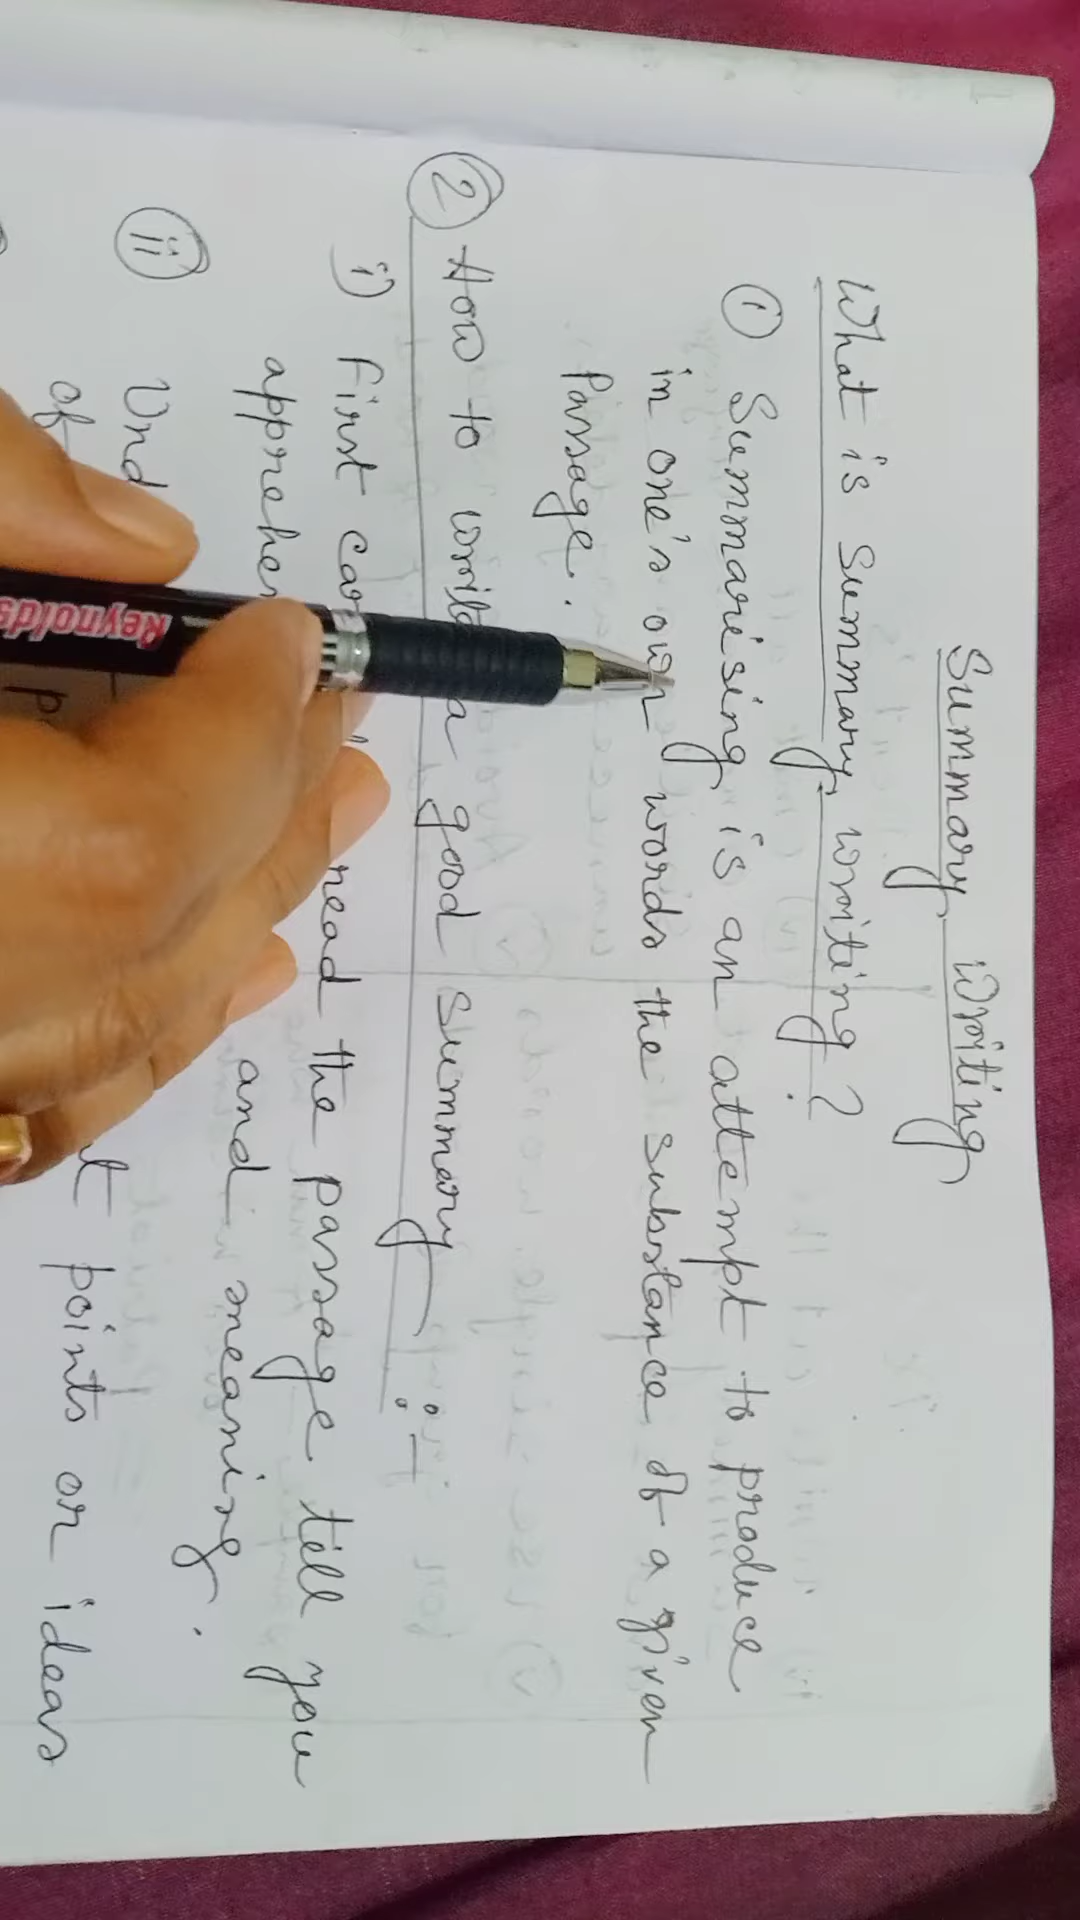 Summary writing
What is Summary writing?
① Summarising is an attempt to produce
in one's own words the substance of a given
Passage.
② How to write a good Summary :-
i) First read the passage till you
and meaning.
ii
of points or ideas
Reynolds